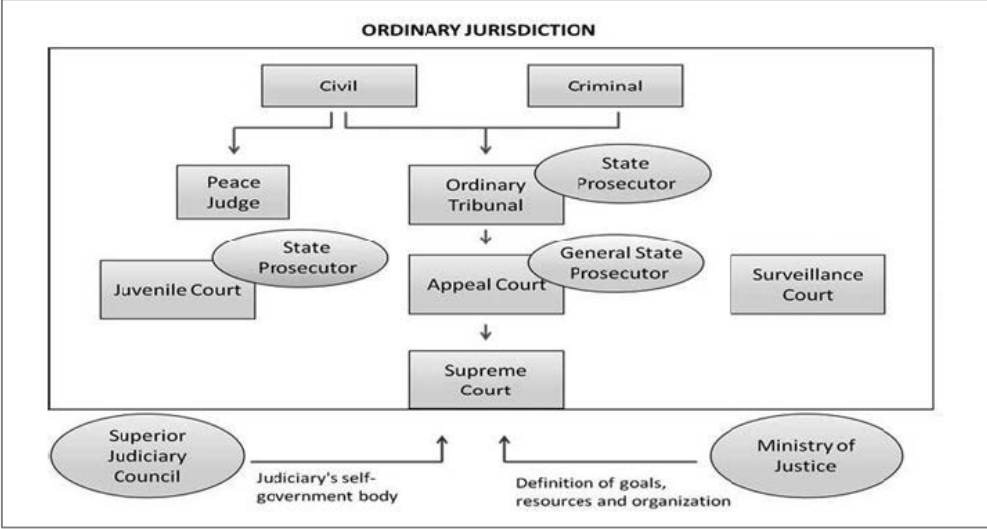 ORDINARY JURISDICTION
Civil
Criminal
Peace
Judge
Ordinary
Tribunal
State
Prosecutor
Juvenile Court
State
Prosecutor
Appeal Court
General State
Prosecutor
Surveillance
Court
Supreme
Court
Superior
Judiciary
Council
Judiciary's self-
government body
Definition of goals,
resources and organization
Ministry of
Justice